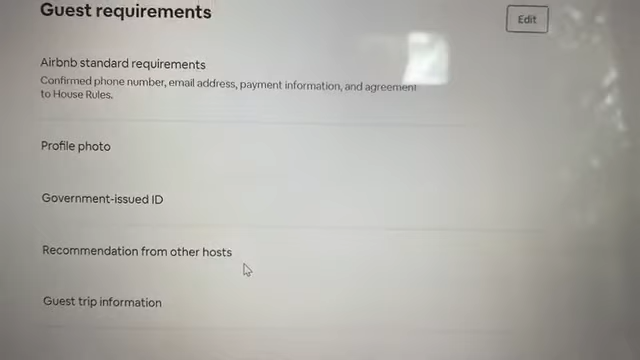 Guest requirements
Edit
Airbnb standard requirements
Confirmed phone number, email address, payment information, and agreement
to House Rules.
Profile photo
Government-issued ID
Recommendation from other hosts
Guest trip information